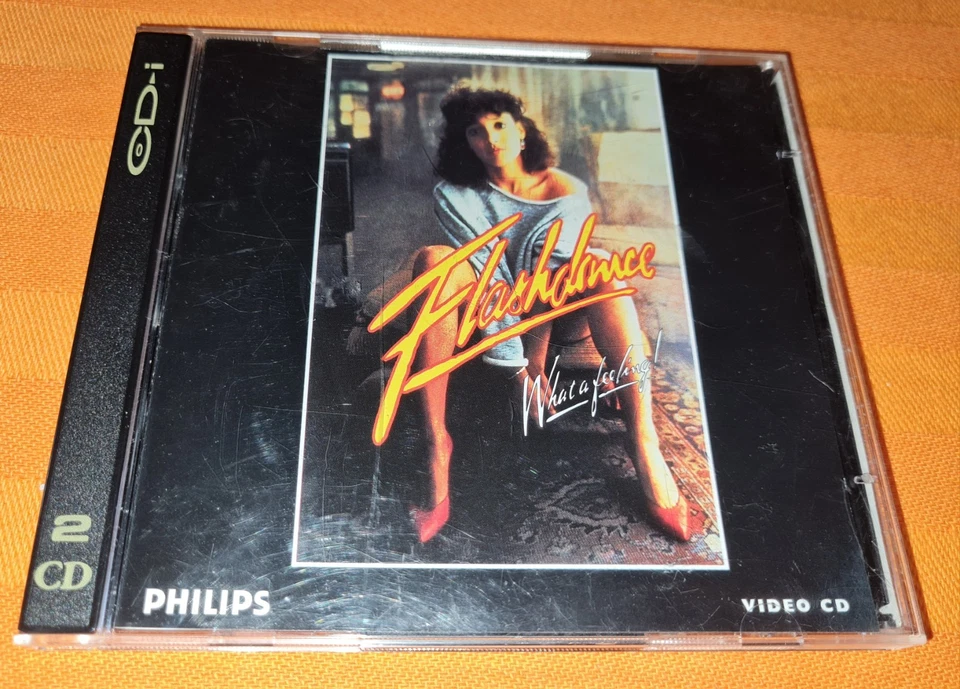 CD-i
Flashdance
What a feeling!
2
CD
PHILIPS
VIDEO CD